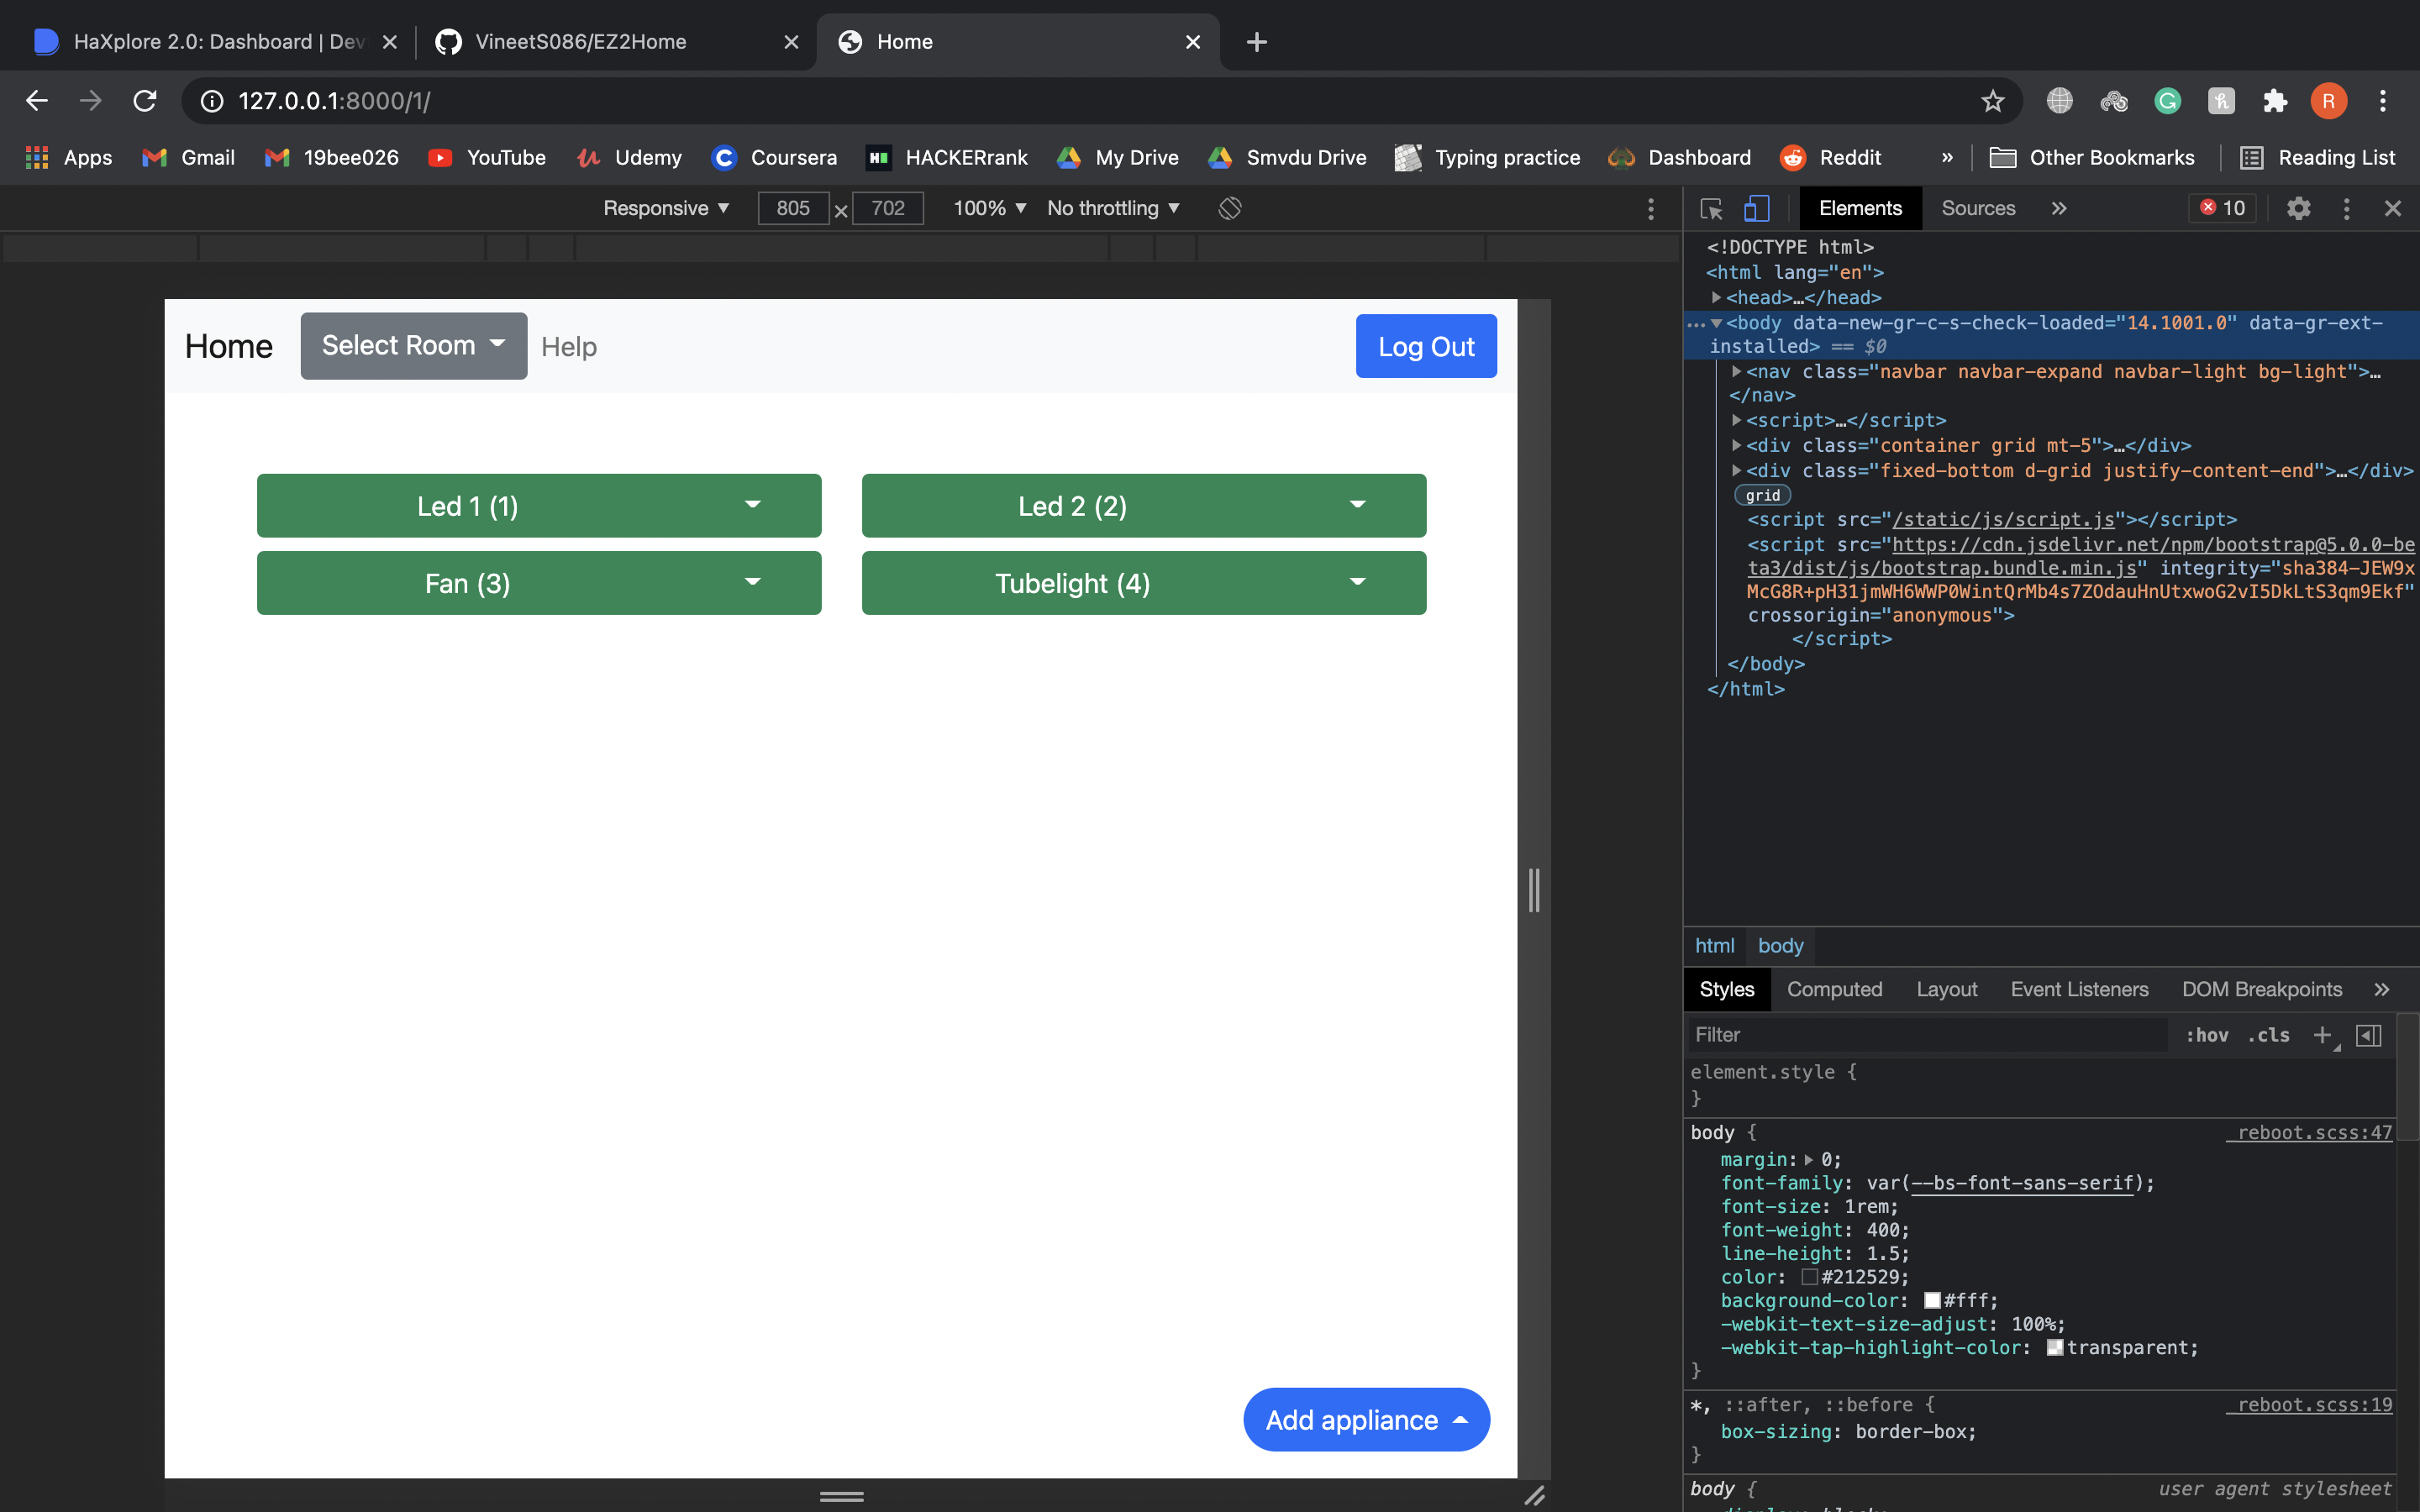 HaXplore 2.0: Dashboard | Dev
VineetS086/EZ2Home
Home
127.0.0.1:8000/1/
R
Apps
Gmail
19bee026
YouTube
Udemy
Coursera
HACKERrank
My Drive
Smvdu Drive
Typing practice
Dashboard
Reddit
»
Other Bookmarks
Reading List
Responsive ▼ 805 × 702 100% ▼ No throttling ▼
Elements Sources » 10
Home Select Room Help Log Out
Led 1 (1) Led 2 (2)
Fan (3) Tubelight (4)
Add appliance
<!DOCTYPE html>
<html lang="en">
<head>…</head>
<body data-new-gr-c-s-check-loaded="14.1001.0" data-gr-ext-
installed> == $0
<nav class="navbar navbar-expand navbar-light bg-light">…
</nav>
<script>…</script>
<div class="container grid mt-5">…</div>
<div class="fixed-bottom d-grid justify-content-end">…</div>
grid
<script src="/static/js/script.js"></script>
<script src="https://cdn.jsdelivr.net/npm/bootstrap@5.0.0-be
ta3/dist/js/bootstrap.bundle.min.js" integrity="sha384-JEW9x
McG8R+pH31jmWH6WWP0WintQrMb4s7ZOdauHnUtxwoG2vI5DkLtS3qm9Ekf"
crossorigin="anonymous">
</script>
</body>
</html>
html body
Styles Computed Layout Event Listeners DOM Breakpoints »
Filter :hov .cls +
element.style {
}
body { _reboot.scss:47
margin: 0;
font-family: var(--bs-font-sans-serif);
font-size: 1rem;
font-weight: 400;
line-height: 1.5;
color: #212529;
background-color: #fff;
-webkit-text-size-adjust: 100%;
-webkit-tap-highlight-color: transparent;
}
*, ::after, ::before { _reboot.scss:19
box-sizing: border-box;
}
body { user agent stylesheet